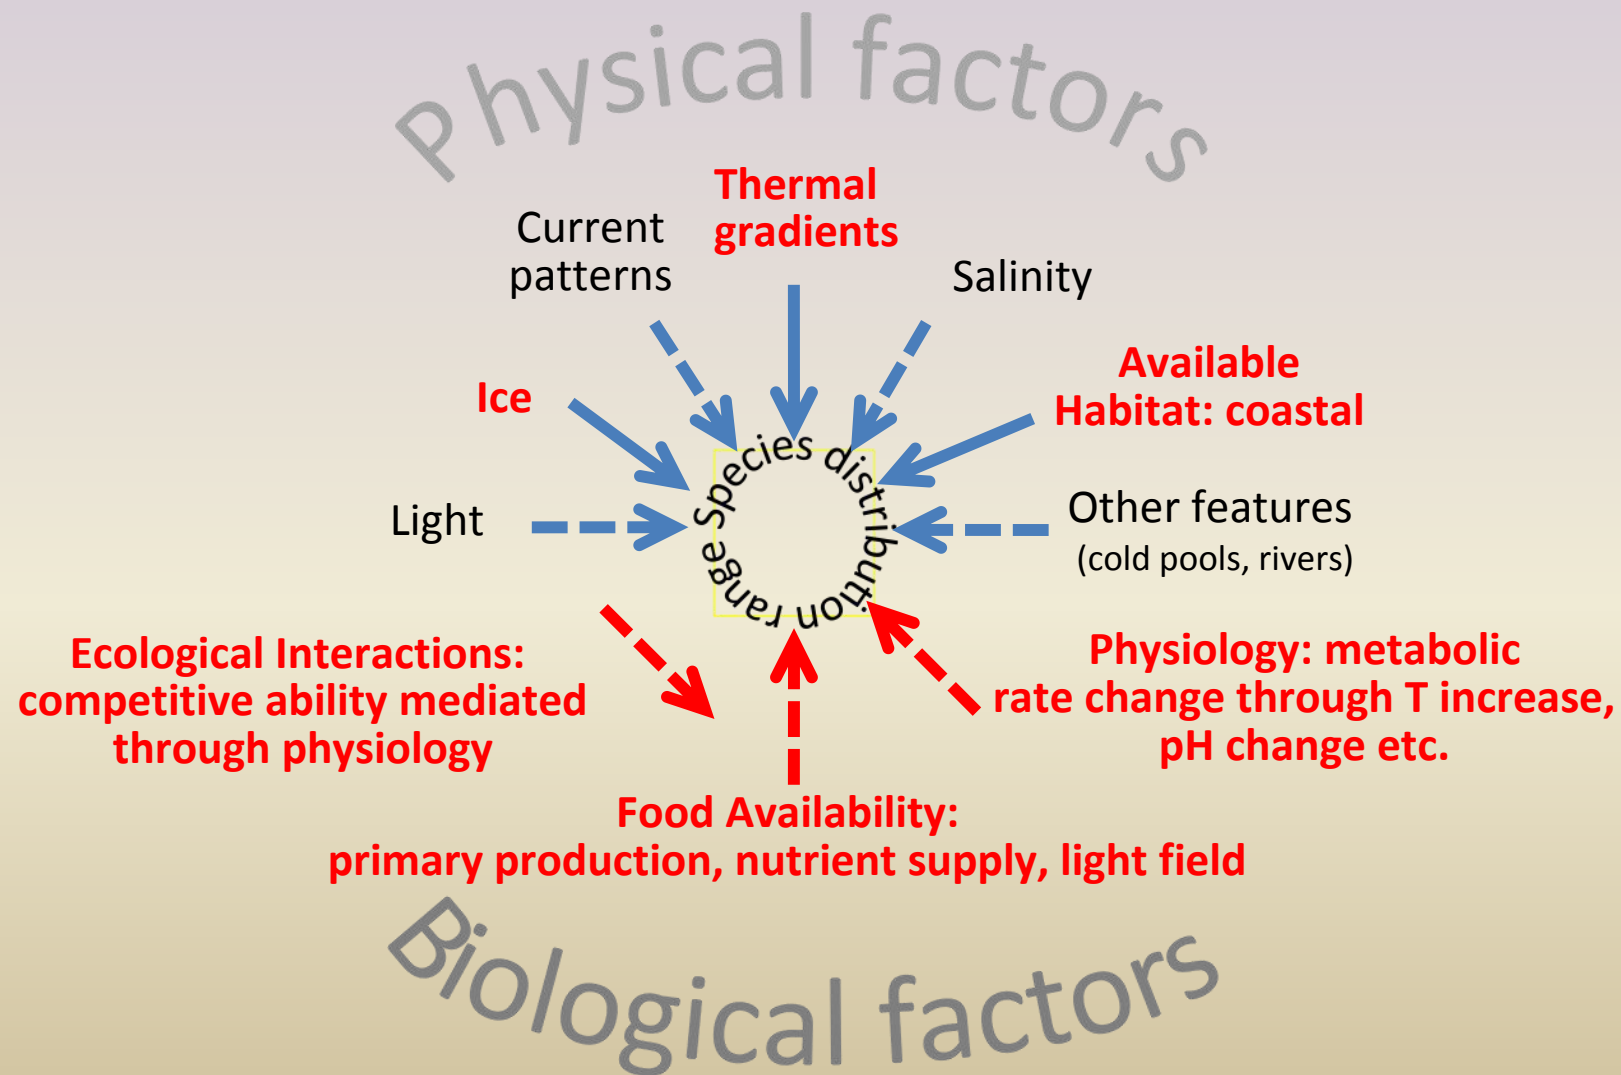 Physical factors
Thermal
gradients
Current
patterns
Salinity
Available
Habitat: coastal
Ice
Light
Other features
(cold pools, rivers)
Species distribution range
Ecological Interactions:
competitive ability mediated
through physiology
Physiology: metabolic
rate change through T increase,
pH change etc.
Food Availability:
primary production, nutrient supply, light field
Biological factors